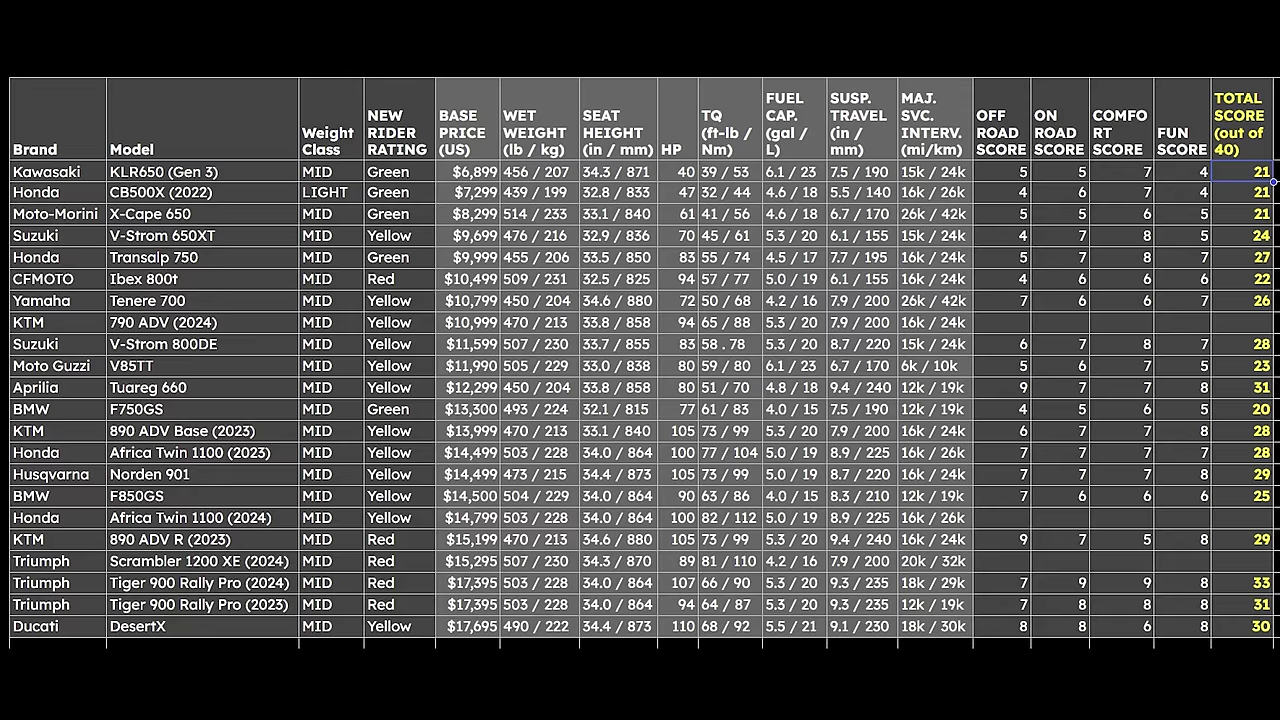 Brand Model Weight Class NEW RIDER RATING BASE PRICE (US) WET WEIGHT (lb / kg) SEAT HEIGHT (in / mm) HP TQ (ft-lb / Nm) FUEL CAP. (gal / L) SUSP. TRAVEL (in / mm) MAJ. SVC. INTERV. (mi/km) OFF ROAD SCORE ON ROAD SCORE COMFO RT SCORE FUN SCORE TOTAL SCORE (out of 40)
Kawasaki KLR650 (Gen 3) MID Green $6,899 456 / 207 34.3 / 871 40 39 / 53 6.1 / 23 7.5 / 190 15k / 24k 5 5 7 4 21
Honda CB500X (2022) LIGHT Green $7,299 439 / 199 32.8 / 833 47 32 / 44 4.6 / 18 5.5 / 140 16k / 26k 4 6 7 4 21
Moto-Morini X-Cape 650 MID Green $8,299 514 / 233 33.1 / 840 61 41 / 56 4.6 / 18 6.7 / 170 26k / 42k 5 5 6 5 21
Suzuki V-Strom 650XT MID Yellow $9,699 476 / 216 32.9 / 836 70 45 / 61 5.3 / 20 6.1 / 155 15k / 24k 4 7 8 5 24
Honda Transalp 750 MID Green $9,999 455 / 206 33.5 / 850 83 55 / 74 4.5 / 17 7.7 / 195 16k / 24k 5 7 8 7 27
CFMOTO Ibex 800t MID Red $10,499 509 / 231 32.5 / 825 94 57 / 77 5.0 / 19 6.1 / 155 16k / 24k 4 6 6 6 22
Yamaha Tenere 700 MID Yellow $10,799 450 / 204 34.6 / 880 72 50 / 68 4.2 / 16 7.9 / 200 26k / 42k 7 6 6 7 26
KTM 790 ADV (2024) MID Yellow $10,999 470 / 213 33.8 / 858 94 65 / 88 5.3 / 20 7.9 / 200 16k / 24k
Suzuki V-Strom 800DE MID Yellow $11,599 507 / 230 33.7 / 855 83 58 . 78 5.3 / 20 8.7 / 220 15k / 24k 6 7 8 7 28
Moto Guzzi V85TT MID Yellow $11,990 505 / 229 33.0 / 838 80 59 / 80 6.1 / 23 6.7 / 170 6k / 10k 5 6 7 5 23
Aprilia Tuareg 660 MID Yellow $12,299 450 / 204 33.8 / 858 80 51 / 70 4.8 / 18 9.4 / 240 12k / 19k 9 7 7 8 31
BMW F750GS MID Green $13,300 493 / 224 32.1 / 815 77 61 / 83 4.0 / 15 7.5 / 190 12k / 19k 4 5 6 5 20
KTM 890 ADV Base (2023) MID Yellow $13,999 470 / 213 33.1 / 840 105 73 / 99 5.3 / 20 7.9 / 200 16k / 24k 6 7 7 8 28
Honda Africa Twin 1100 (2023) MID Yellow $14,499 503 / 228 34.0 / 864 100 77 / 104 5.0 / 19 8.9 / 225 16k / 26k 7 7 7 7 28
Husqvarna Norden 901 MID Yellow $14,499 473 / 215 34.4 / 873 105 73 / 99 5.0 / 19 8.7 / 220 16k / 24k 7 7 7 8 29
BMW F850GS MID Yellow $14,500 504 / 229 34.0 / 864 90 63 / 86 4.0 / 15 8.3 / 210 12k / 19k 7 6 6 6 25
Honda Africa Twin 1100 (2024) MID Yellow $14,799 503 / 228 34.0 / 864 100 82 / 112 5.0 / 19 8.9 / 225 16k / 26k
KTM 890 ADV R (2023) MID Red $15,199 470 / 213 34.6 / 880 105 73 / 99 5.3 / 20 9.4 / 240 16k / 24k 9 7 5 8 29
Triumph Scrambler 1200 XE (2024) MID Red $15,295 507 / 230 34.3 / 870 89 81 / 110 4.2 / 16 7.9 / 200 20k / 32k
Triumph Tiger 900 Rally Pro (2024) MID Red $17,395 503 / 228 34.0 / 864 107 66 / 90 5.3 / 20 9.3 / 235 18k / 29k 7 9 9 8 33
Triumph Tiger 900 Rally Pro (2023) MID Red $17,395 503 / 228 34.0 / 864 94 64 / 87 5.3 / 20 9.3 / 235 12k / 19k 7 8 8 8 31
Ducati DesertX MID Yellow $17,695 490 / 222 34.4 / 873 110 68 / 92 5.5 / 21 9.1 / 230 18k / 30k 8 8 6 8 30